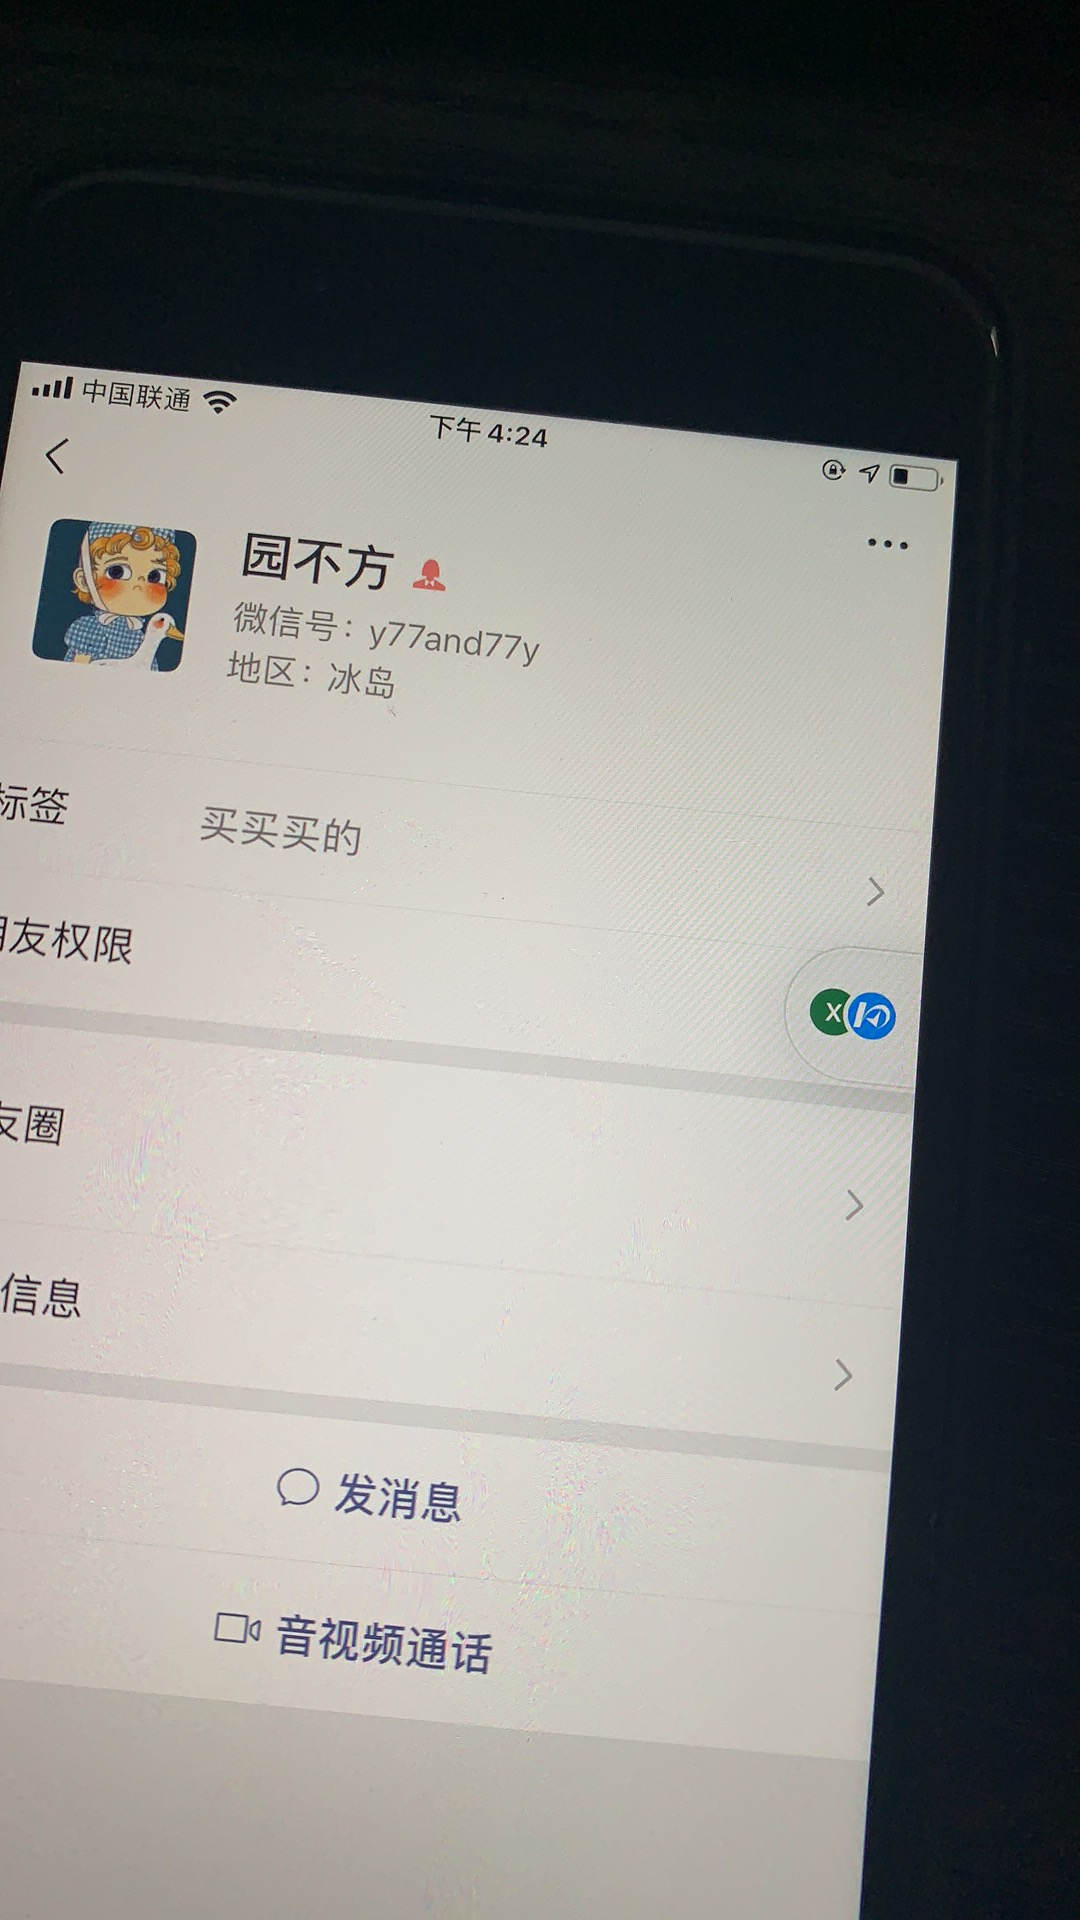 中国联通
下午4:24
园不方
微信号：y77and77y
地区：冰岛
标签 买买买的
友权限
友圈
信息
发消息
音视频通话